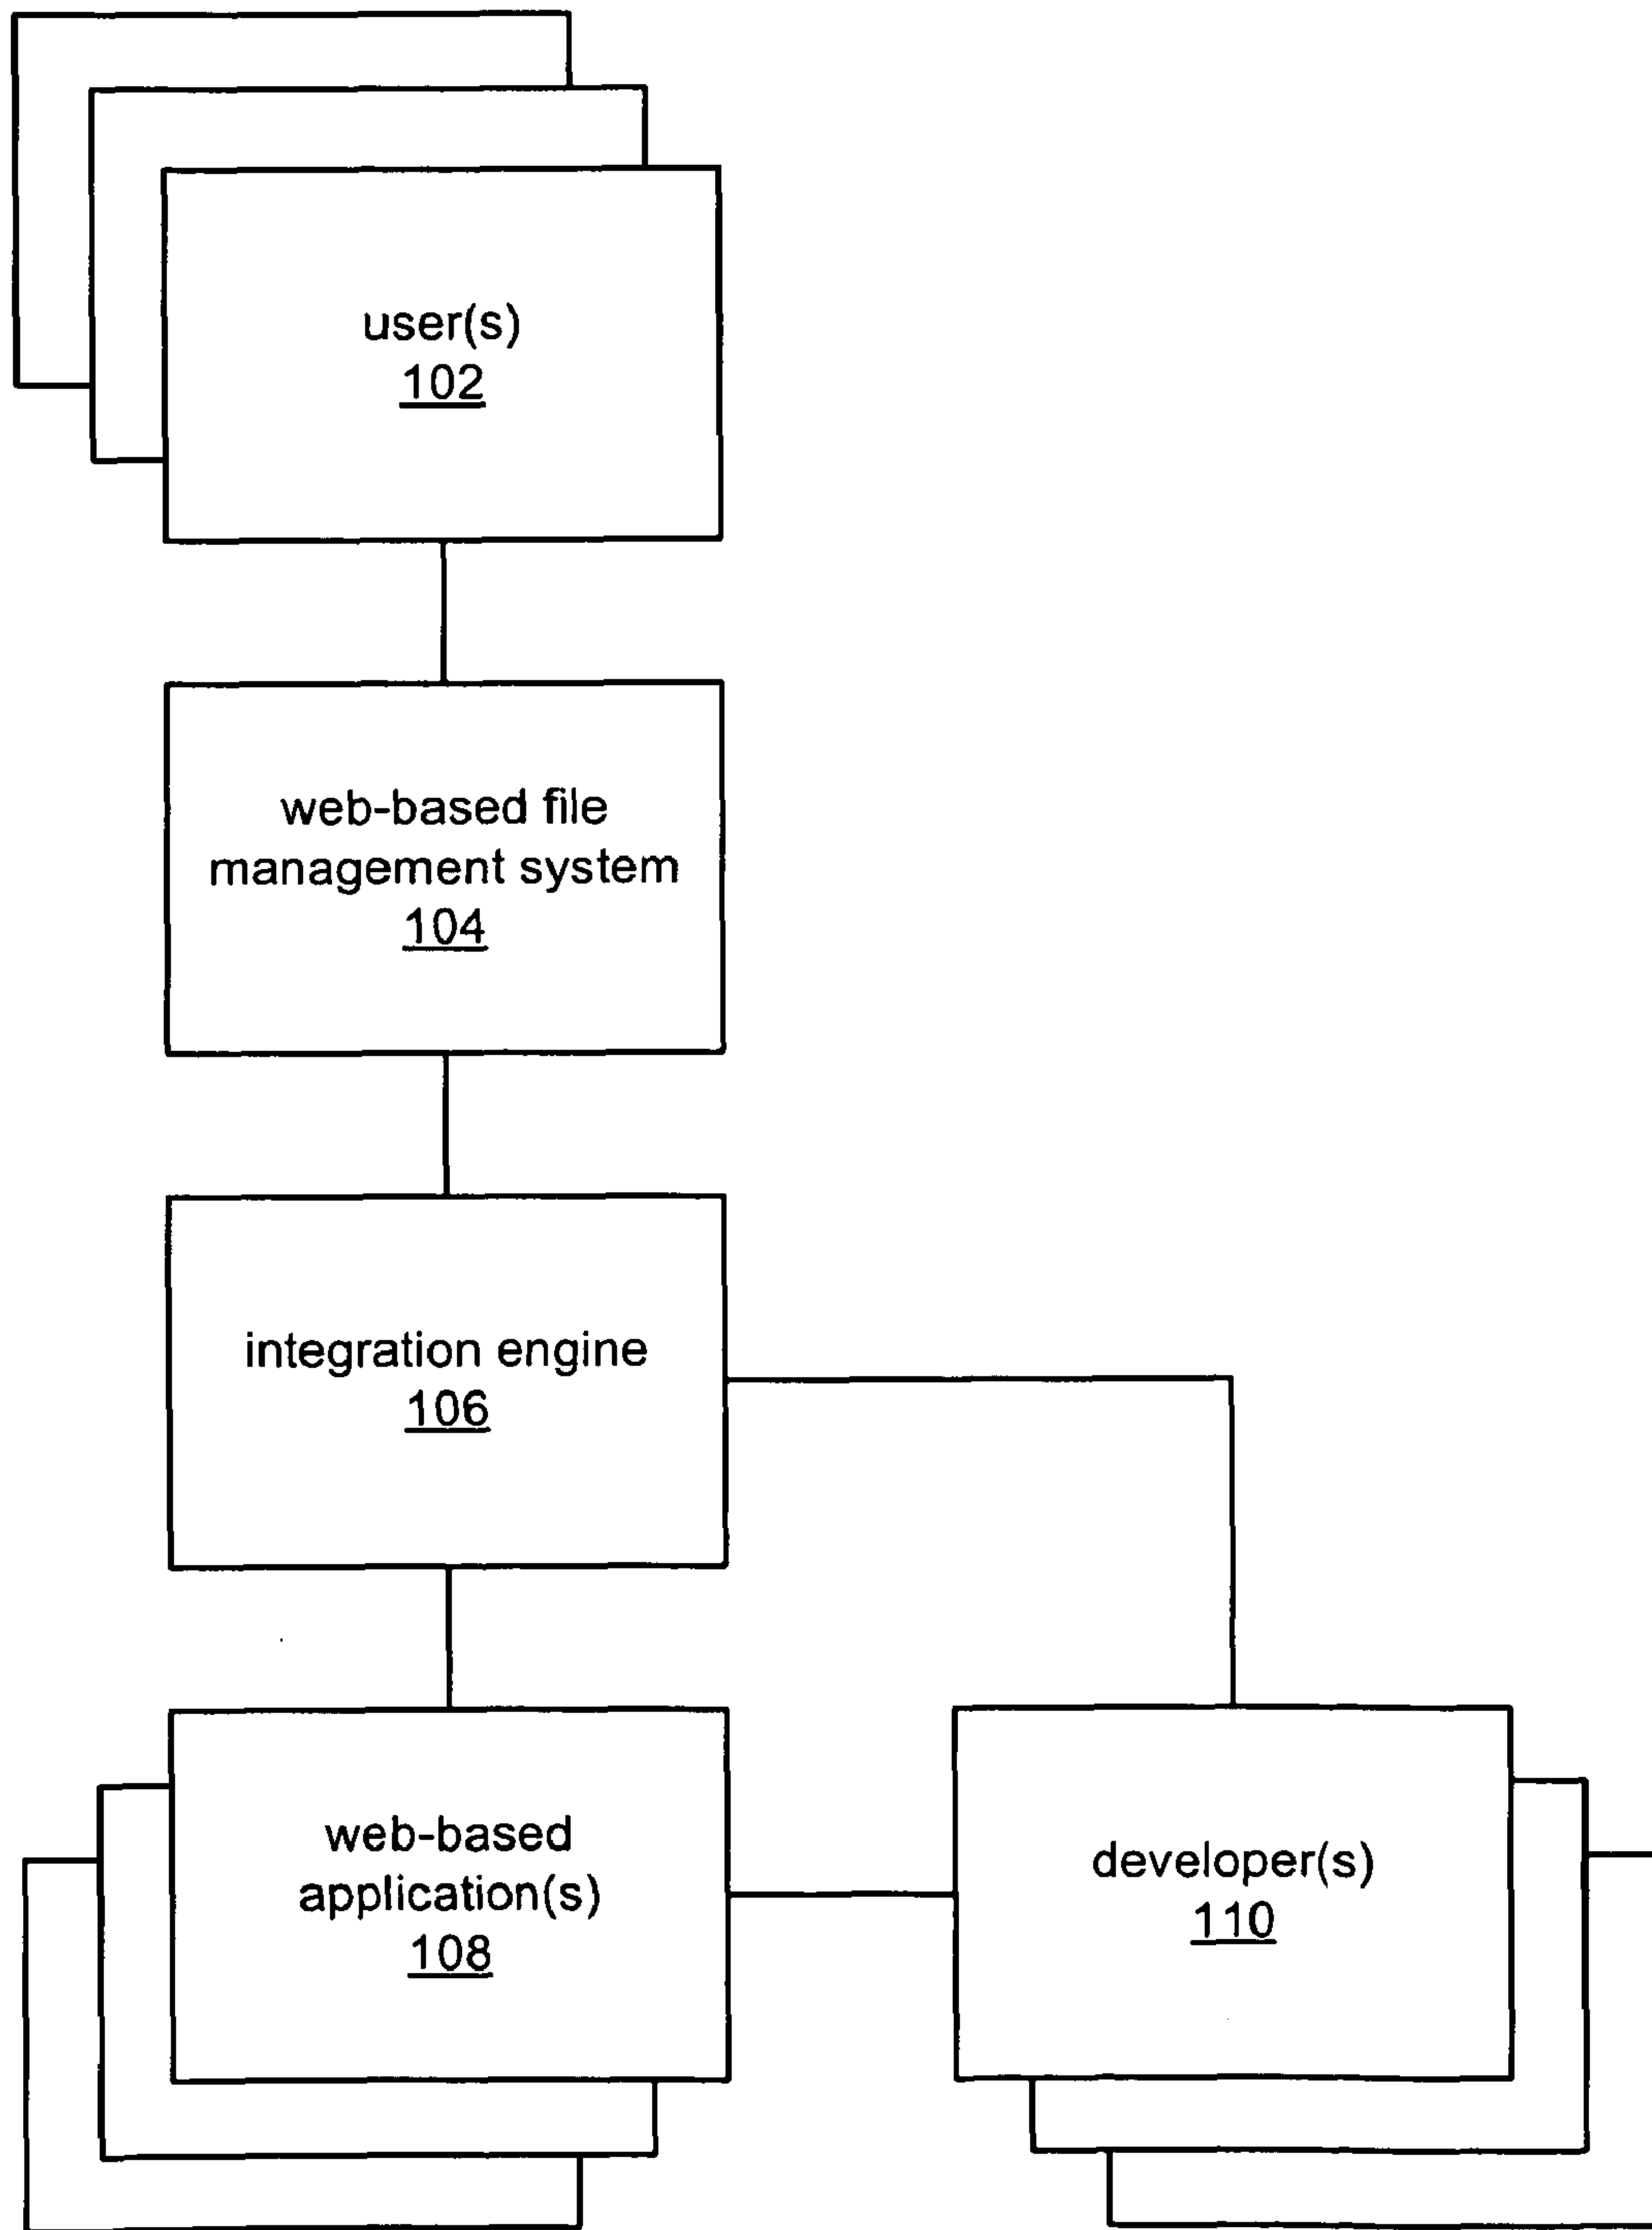 user(s)
102
web-based file
management system
104
integration engine
106
web-based
application(s)
108
developer(s)
110